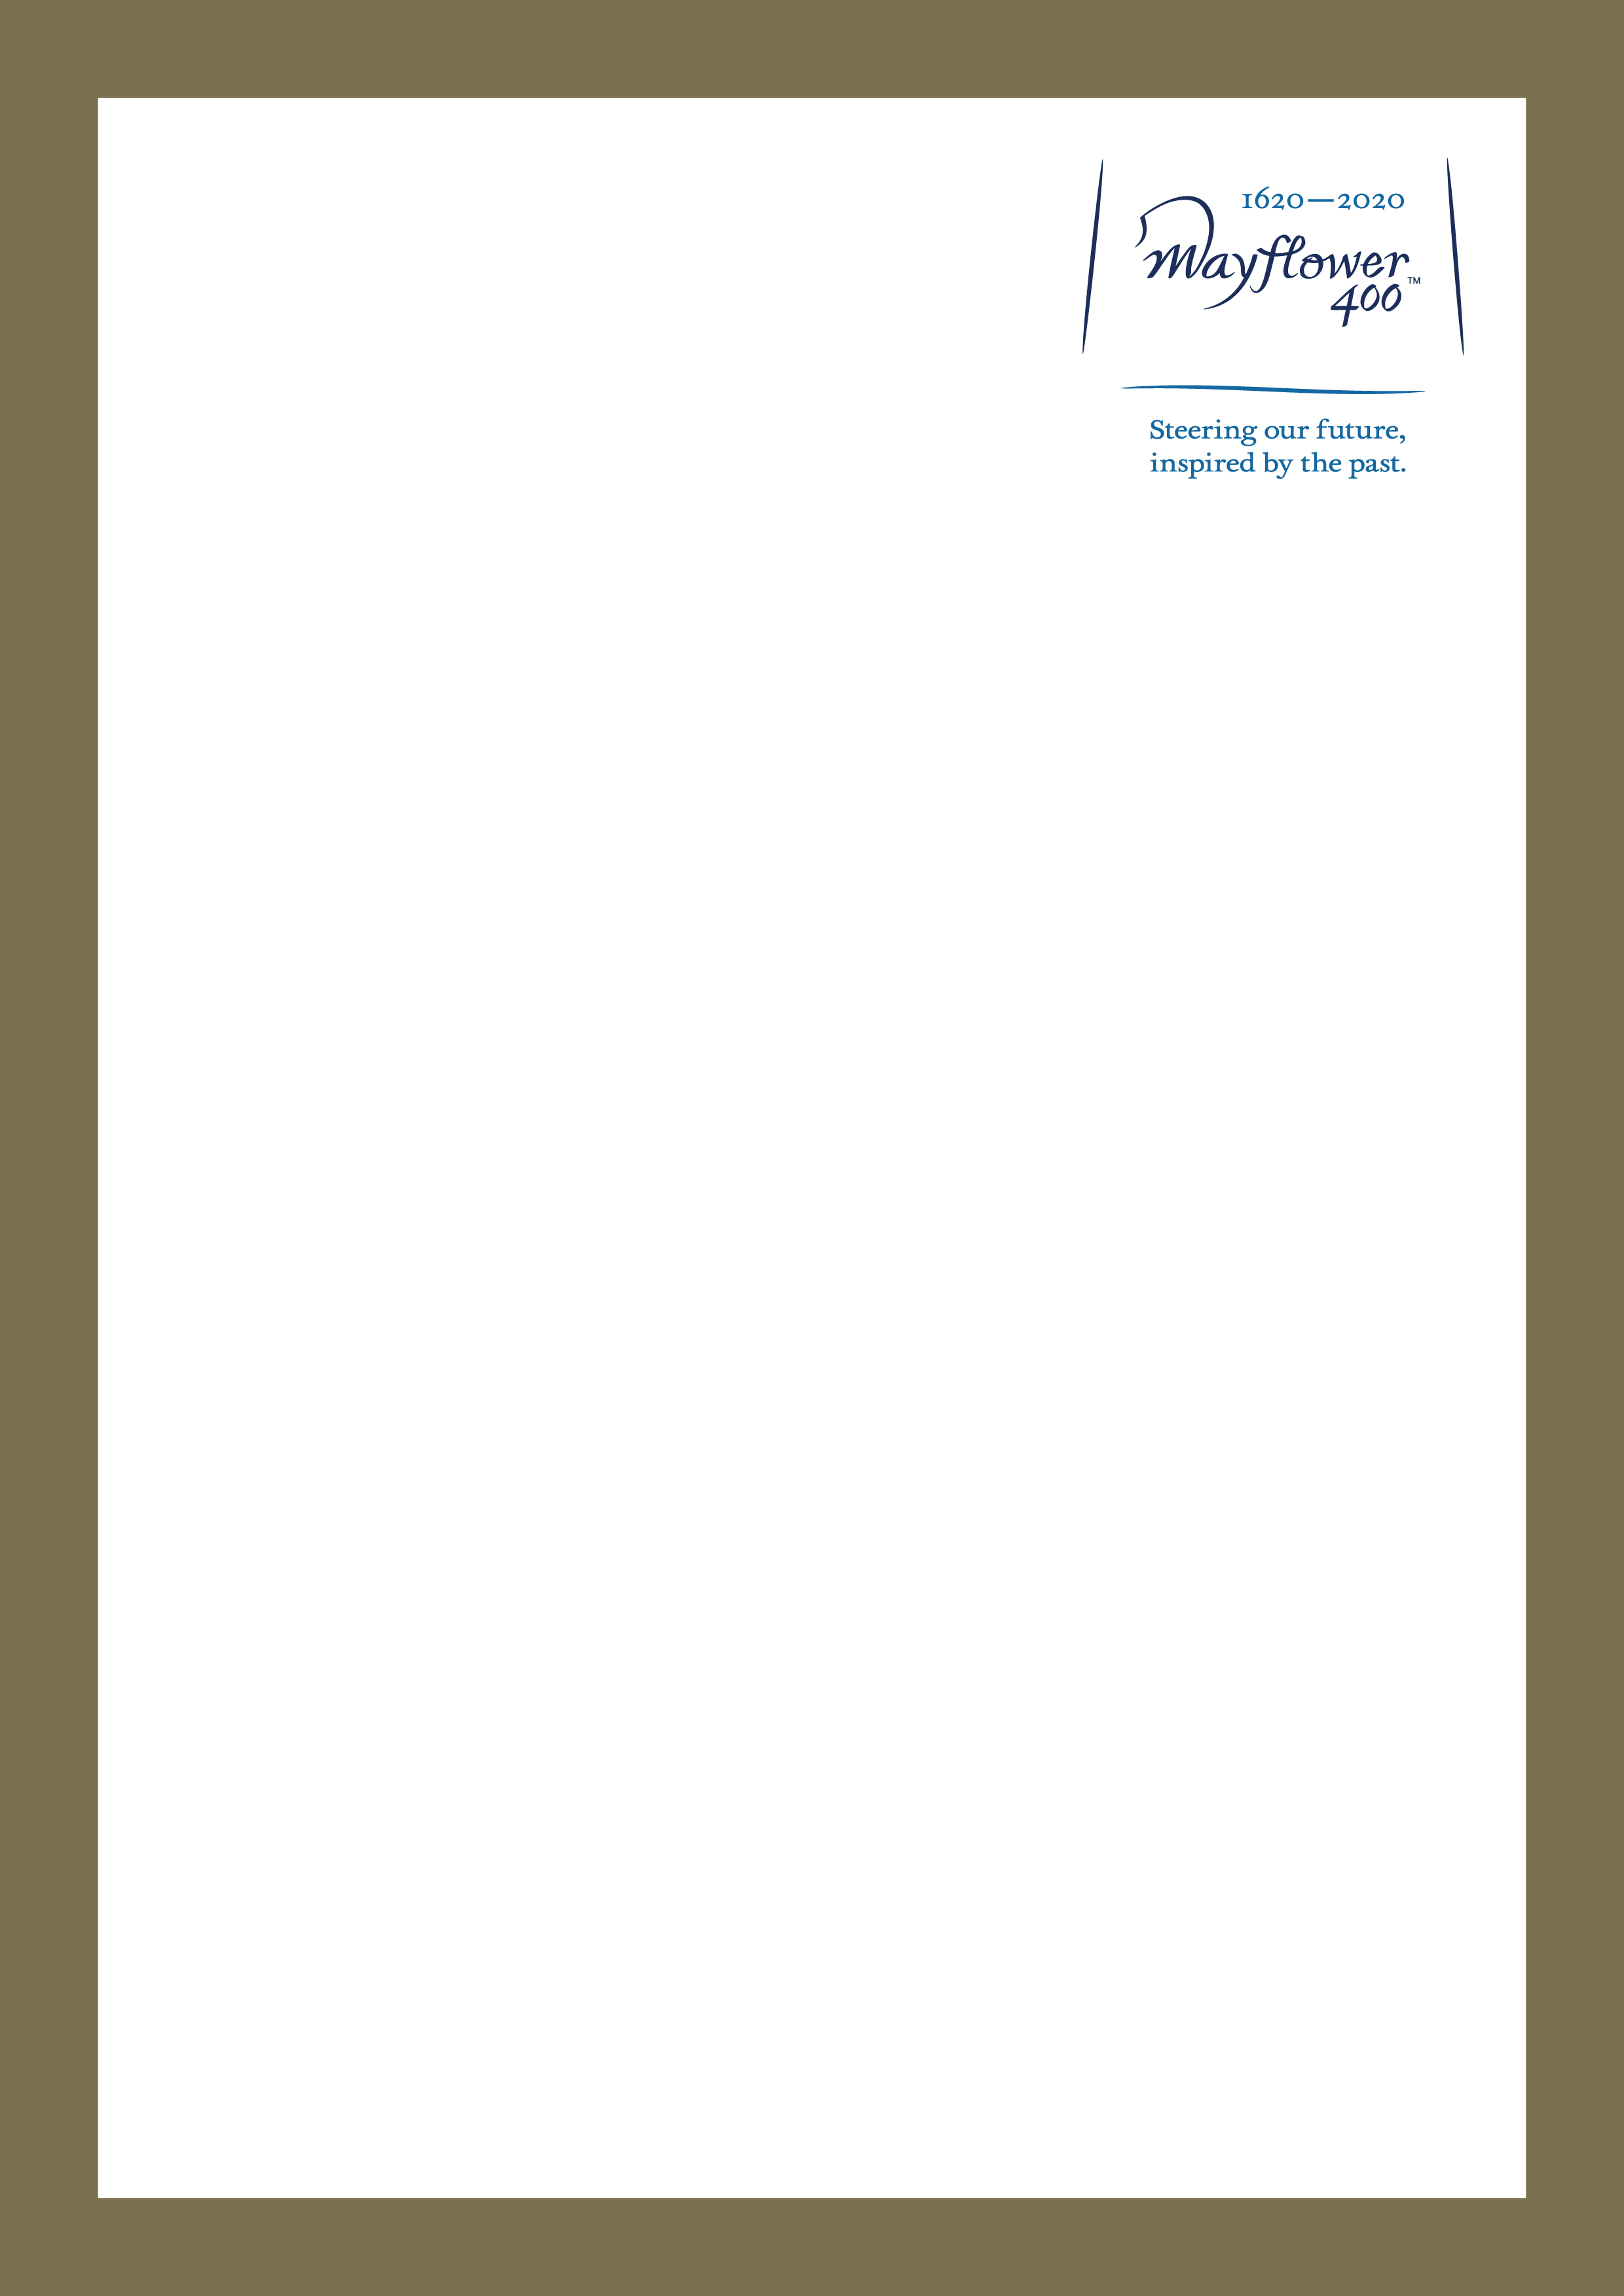 1620—2020
Mayflower
400™
Steering our future,
inspired by the past.